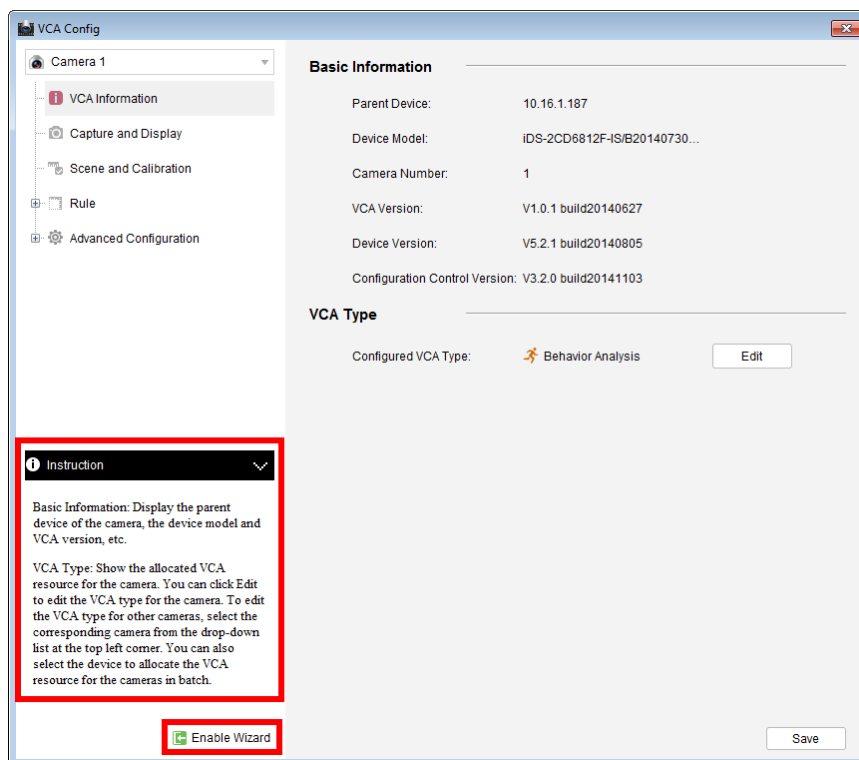 VCA Config
Camera 1
VCA Information
Capture and Display
Scene and Calibration
Rule
Advanced Configuration
Instruction
Basic Information: Display the parent
device of the camera, the device model and
VCA version, etc.
VCA Type: Show the allocated VCA
resource for the camera. You can click Edit
to edit the VCA type for the camera. To edit
the VCA type for other cameras, select the
corresponding camera from the drop-down
list at the top left corner. You can also
select the device to allocate the VCA
resource for the cameras in batch.
Enable Wizard
Basic Information
Parent Device: 10.16.1.187
Device Model: iDS-2CD6812F-IS/B20140730...
Camera Number: 1
VCA Version: V1.0.1 build20140627
Device Version: V5.2.1 build20140805
Configuration Control Version: V3.2.0 build20141103
VCA Type
Configured VCA Type: Behavior Analysis Edit
Save